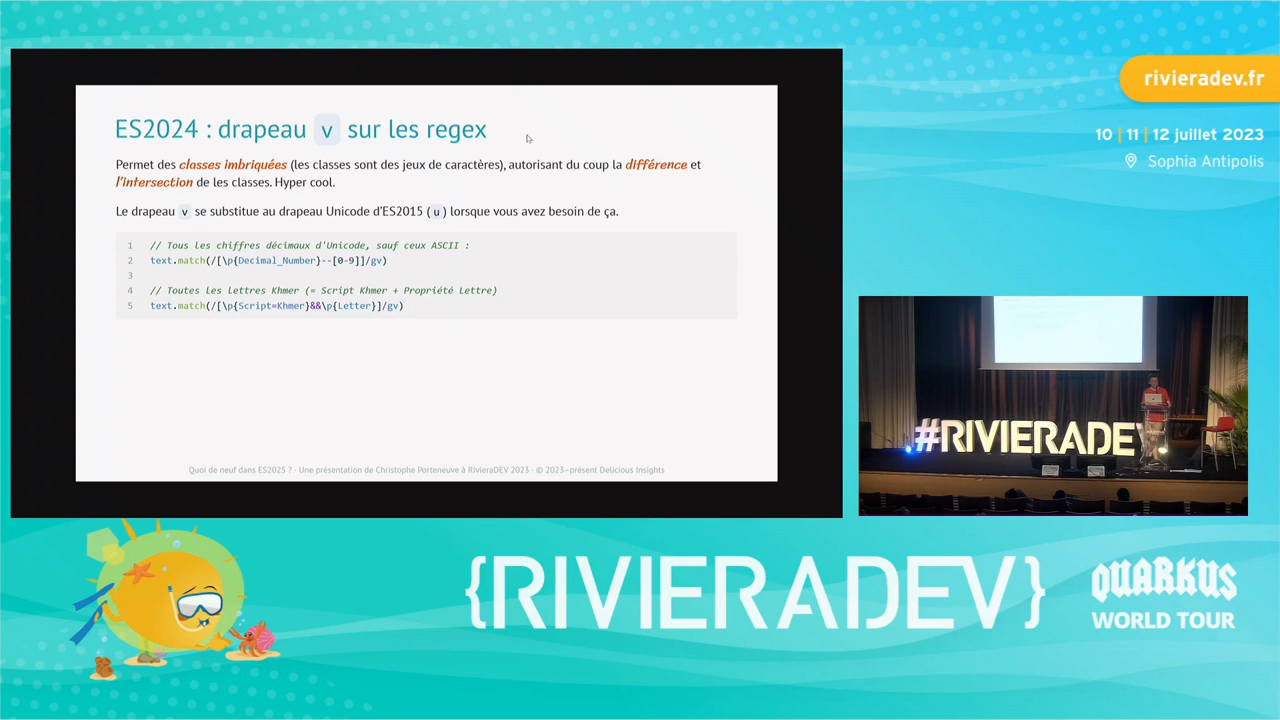 ES2024 : drapeau v sur les regex
Permet des classes imbriquées (les classes sont des jeux de caractères), autorisant du coup la différence et
l'intersection de les classes. Hyper cool.
Le drapeau v se substitue au drapeau Unicode d'ES2015 (u) lorsque vous avez besoin de ça.
1 // Tous les chiffres décimaux d'Unicode, sauf ceux ASCII :
2 text.match(/[\p{Decimal_Number}--[0-9]]/gv)
3
4 // Toutes les lettres Khmer (= Script Khmer + Propriété Lettre)
5 text.match(/[\p{Script=Khmer}&&\p{Letter}]/gv)
Quoi de neuf dans ES2025 ? · Une présentation de Christophe Porteneuve à RivieraDEV 2023 · © 2023–présent Delicious Insights
rivieradev.fr
10 | 11 | 12 juillet 2023
Sophia Antipolis
#RIVIERADE
{RIVIERADEV}
QUARKUS
WORLD TOUR